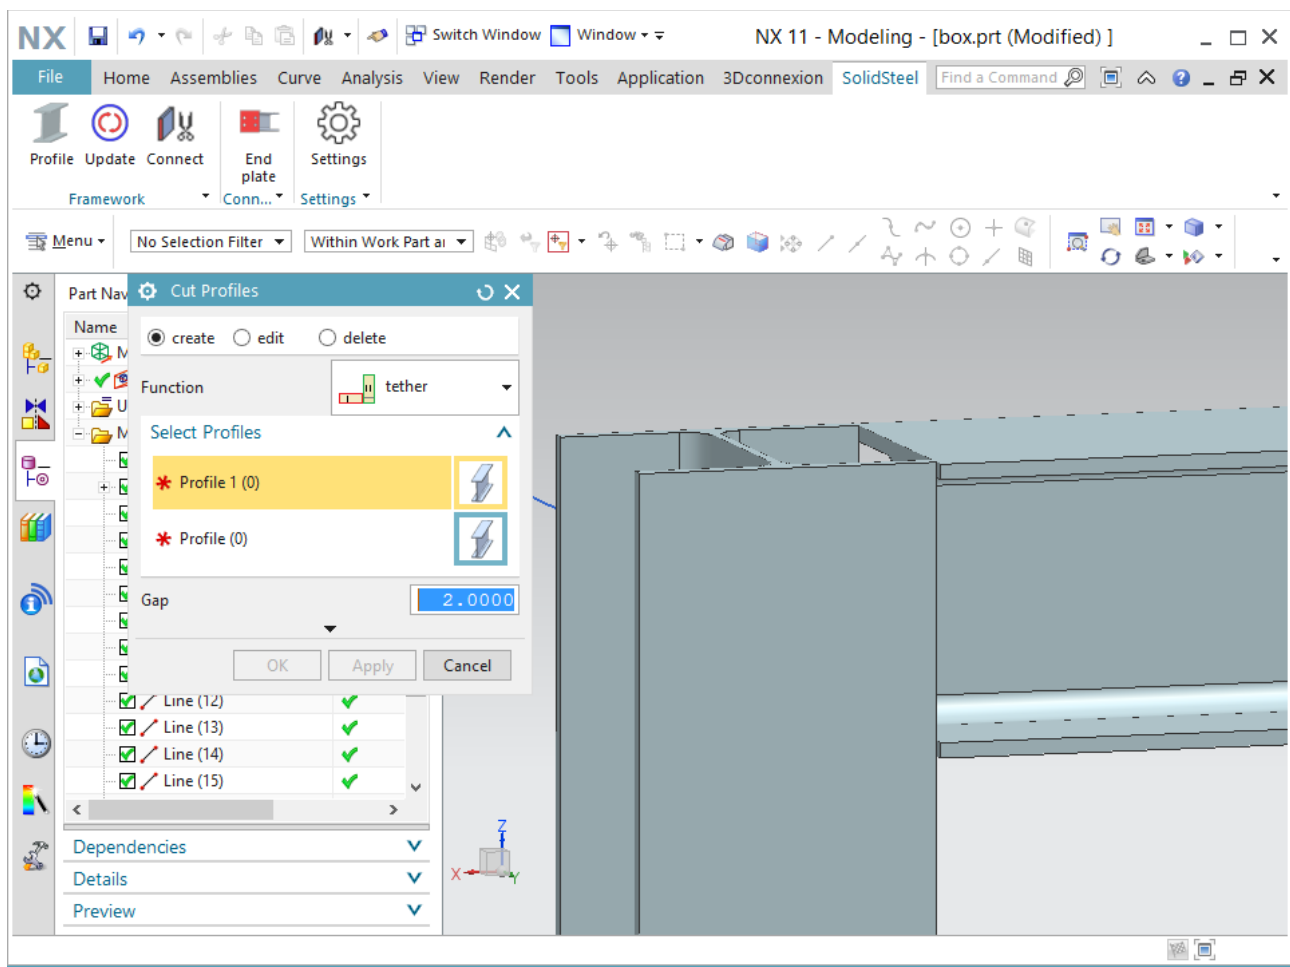 NX Switch Window Window NX 11 - Modeling - [box.prt (Modified) ]
File Home Assemblies Curve Analysis View Render Tools Application 3Dconnexion SolidSteel Find a Command
Profile Update Connect End plate Settings
Framework Conn... Settings
Menu No Selection Filter Within Work Part ar
Part Nav Cut Profiles
Name
create edit delete
M
Function tether
U
M Select Profiles
Profile 1 (0)
Profile (0)
Gap 2.0000
OK Apply Cancel
Line (12)
Line (13)
Line (14)
Line (15)
Dependencies
Details
Preview
Z
X
Y